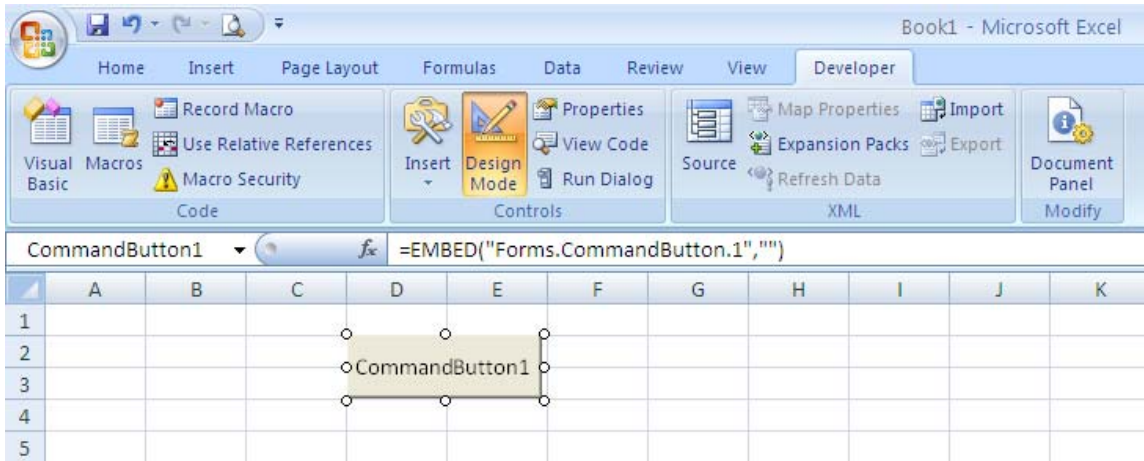 Book1 - Microsoft Excel
Home Insert Page Layout Formulas Data Review View Developer
Visual Basic
Macros
Record Macro
Use Relative References
Macro Security
Code
Insert
Design Mode
Properties
View Code
Run Dialog
Controls
Source
Map Properties
Expansion Packs
Refresh Data
Import
Export
XML
Document Panel
Modify
CommandButton1 fx =EMBED("Forms.CommandButton.1","")
A B C D E F G H I J K
1
2
CommandButton1
3
4
5